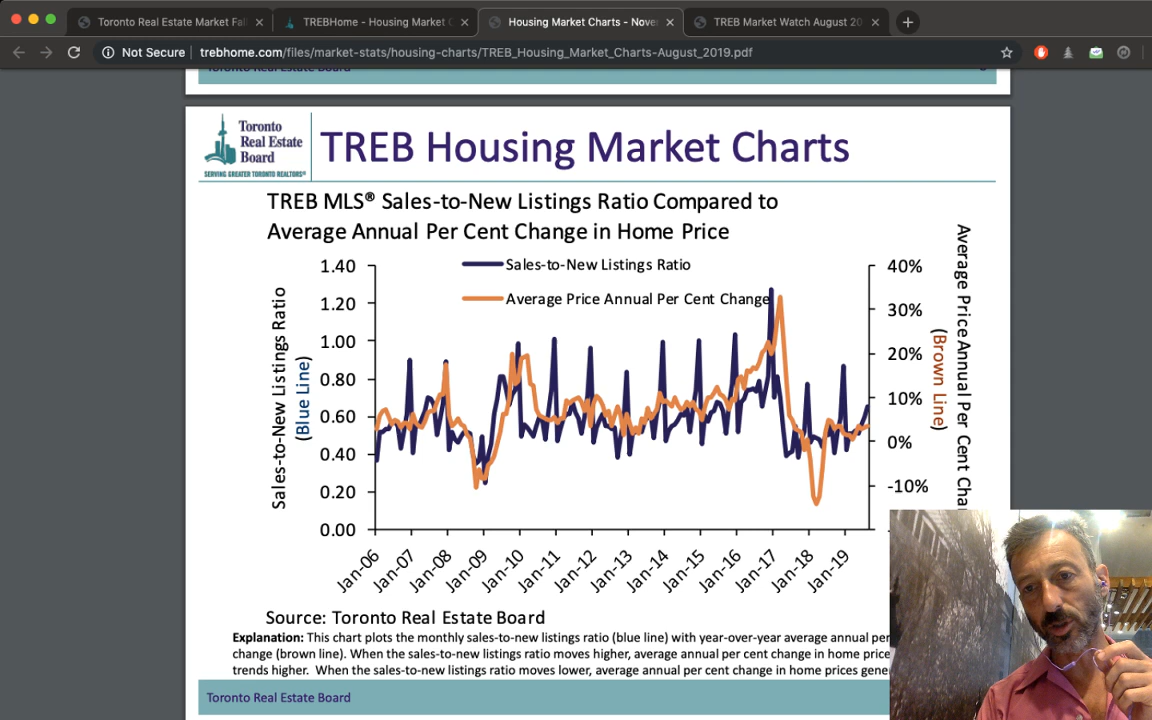 Toronto Real Estate Market Fal
TREBHome - Housing Market C
Housing Market Charts - Nove
TREB Market Watch August 20
Not Secure
trebhome.com/files/market-stats/housing-charts/TREB_Housing_Market_Charts-August_2019.pdf
Toronto Real Estate Board
Toronto
Real Estate
Board
SERVING GREATER TORONTO REALTORS®
TREB Housing Market Charts
TREB MLS® Sales-to-New Listings Ratio Compared to
Average Annual Per Cent Change in Home Price
Sales-to-New Listings Ratio
Average Price Annual Per Cent Change
Sales-to-New Listings Ratio
(Blue Line)
1.40
1.20
1.00
0.80
0.60
0.40
0.20
0.00
40%
30%
20%
10%
0%
-10%
Average Price Annual Per Cent Cha
(Brown Line)
Jan-06
Jan-07
Jan-08
Jan-09
Jan-10
Jan-11
Jan-12
Jan-13
Jan-14
Jan-15
Jan-16
Jan-17
Jan-18
Jan-19
Source: Toronto Real Estate Board
Explanation: This chart plots the monthly sales-to-new listings ratio (blue line) with year-over-year average annual per
change (brown line). When the sales-to-new listings ratio moves higher, average annual per cent change in home price
trends higher. When the sales-to-new listings ratio moves lower, average annual per cent change in home prices gene
Toronto Real Estate Board